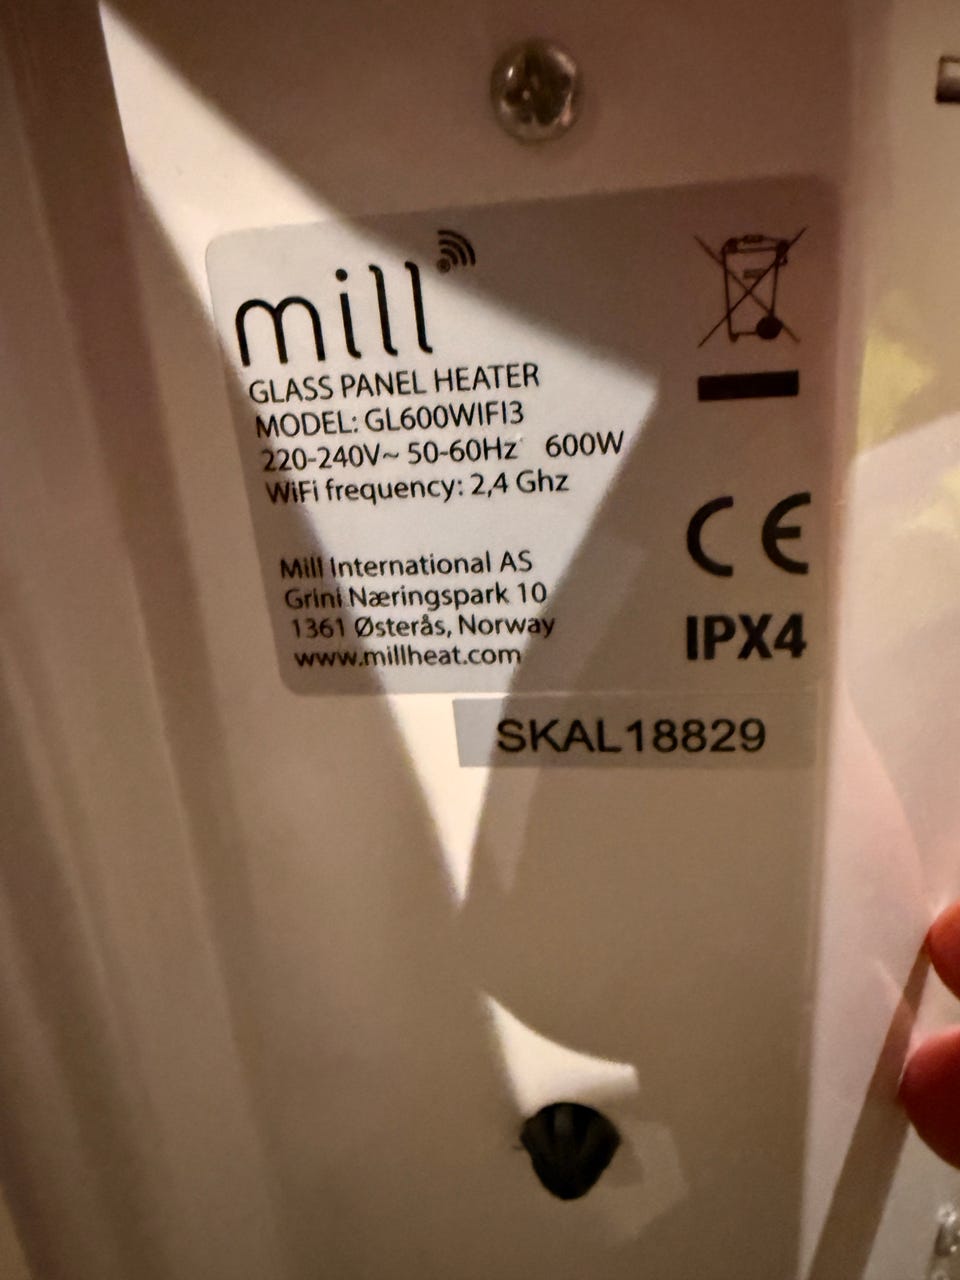 mill
GLASS PANEL HEATER
MODEL: GL600WIFI3
220-240V~ 50-60Hz 600W
WiFi frequency: 2,4 Ghz
Mill International AS
Grini Næringspark 10
1361 Østerås, Norway
www.millheat.com
CE
IPX4
SKAL18829